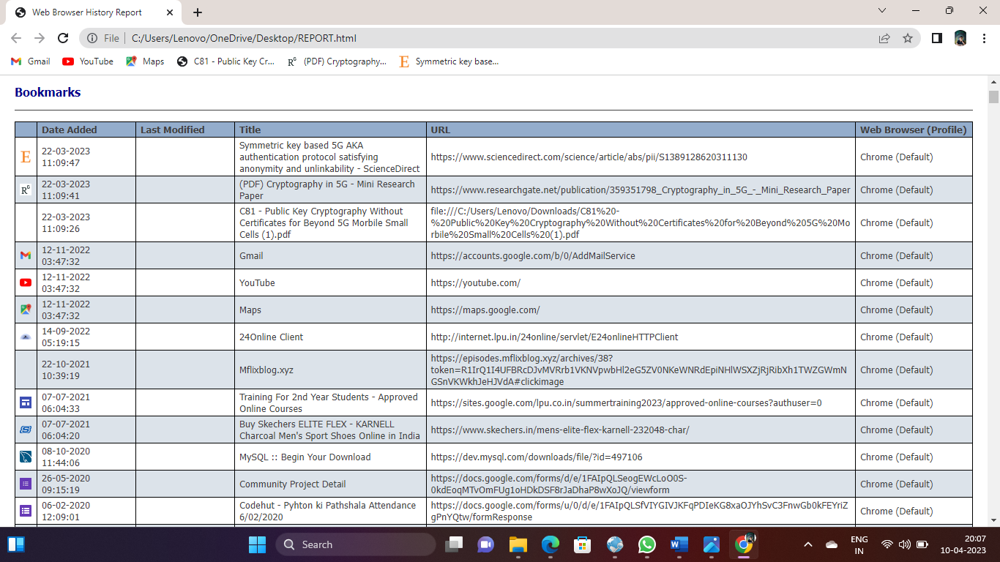 Web Browser History Report
File
C:/Users/Lenovo/OneDrive/Desktop/REPORT.html
Gmail
YouTube
Maps
C81 - Public Key Cr...
(PDF) Cryptography...
Symmetric key base...
Bookmarks
Date Added
Last Modified
Title
URL
Web Browser (Profile)
22-03-2023
11:09:47
Symmetric key based 5G AKA
authentication protocol satisfying
anonymity and unlinkability - ScienceDirect
https://www.sciencedirect.com/science/article/abs/pii/S1389128620311130
Chrome (Default)
22-03-2023
11:09:41
(PDF) Cryptography in 5G - Mini Research
Paper
https://www.researchgate.net/publication/359351798_Cryptography_in_5G_-_Mini_Research_Paper
Chrome (Default)
22-03-2023
11:09:26
C81 - Public Key Cryptography Without
Certificates for Beyond 5G Morbile Small
Cells (1).pdf
file:///C:/Users/Lenovo/Downloads/C81%20-
%20Public%20Key%20Cryptography%20Without%20Certificates%20for%20Beyond%205G%20Mo
rbile%20Small%20Cells%20(1).pdf
Chrome (Default)
12-11-2022
03:47:32
Gmail
https://accounts.google.com/b/0/AddMailService
Chrome (Default)
12-11-2022
03:47:32
YouTube
https://youtube.com/
Chrome (Default)
12-11-2022
03:47:32
Maps
https://maps.google.com/
Chrome (Default)
14-09-2022
05:19:15
24Online Client
http://internet.lpu.in/24online/servlet/E24onlineHTTPClient
Chrome (Default)
22-10-2021
10:39:19
Mflixblog.xyz
https://episodes.mflixblog.xyz/archives/38?
token=R1IrQ1I4UFBRcDJvMVRrb1VKNVpwbHl2eG5ZV0NKeWNRdEpiNHlWSXZjRjRibXh1TWZGWmN
GSnVKWkhJeHJVdA#clickimage
Chrome (Default)
07-07-2021
06:04:33
Training For 2nd Year Students - Approved
Online Courses
https://sites.google.com/lpu.co.in/summertraining2023/approved-online-courses?authuser=0
Chrome (Default)
07-07-2021
06:04:20
Buy Skechers ELITE FLEX - KARNELL
Charcoal Men's Sport Shoes Online in India
https://www.skechers.in/mens-elite-flex-karnell-232048-char/
Chrome (Default)
08-10-2020
11:44:06
MySQL :: Begin Your Download
https://dev.mysql.com/downloads/file/?id=497106
Chrome (Default)
26-05-2020
09:15:19
Community Project Detail
https://docs.google.com/forms/d/e/1FAIpQLSeogEWcLoO0S-
0kdEoqMTvOmFUg1oHDkDSF8rJaDhaP8wXoJQ/viewform
Chrome (Default)
06-02-2020
12:09:01
Codehut - Pyhton ki Pathshala Attendance
6/02/2020
https://docs.google.com/forms/u/0/d/e/1FAIpQLSfVIYGIVJKFqPDIeKG8xaOJYhSvC3FnwGb0kFEYriZ
gPnYQtw/formResponse
Chrome (Default)
Search
ENG
IN
20:07
10-04-2023